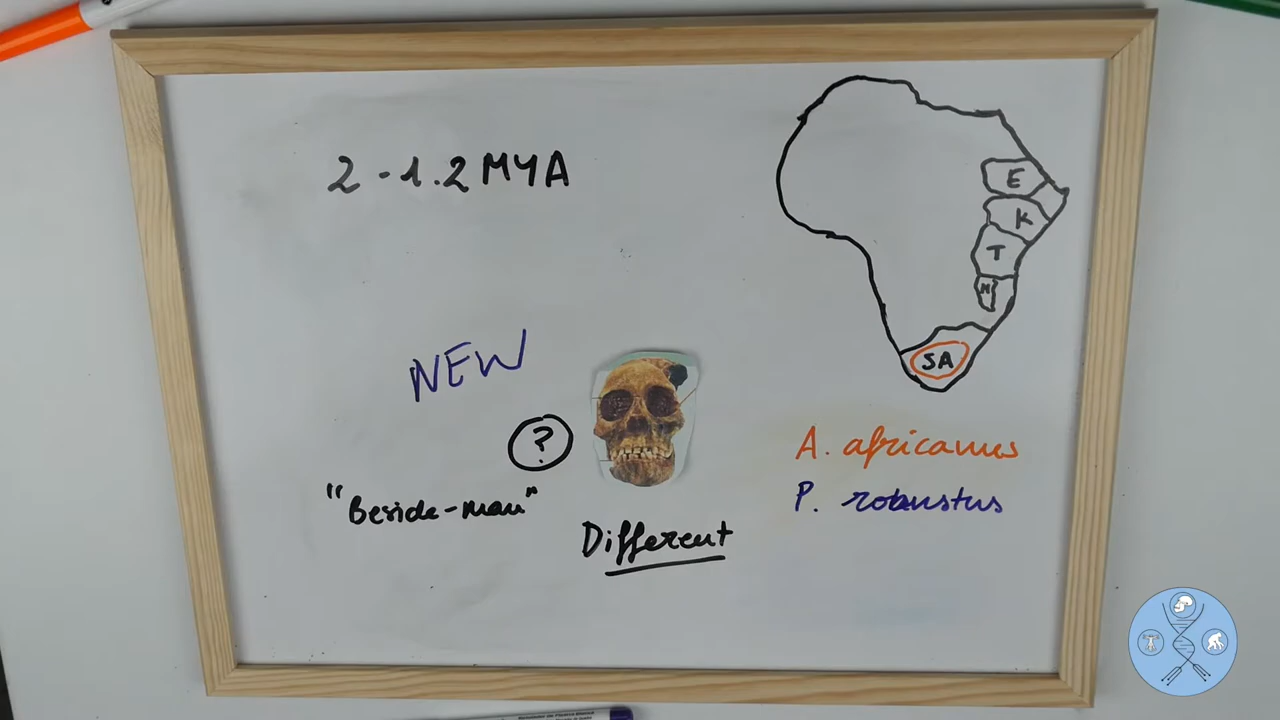 2-1.2 MYA
E
K
T
M
SA
NEW
?
"Beside-man"
Different
A. africanus
P. robustus